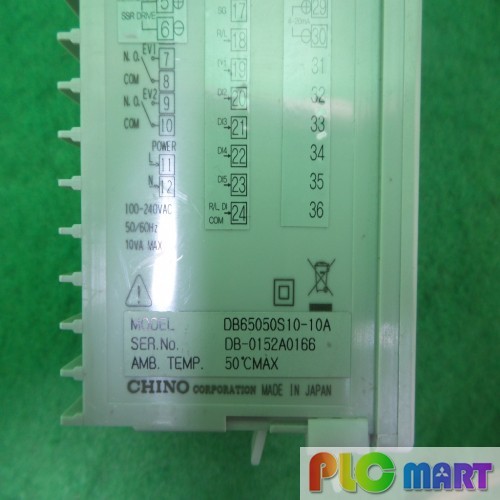 5
SSR DRIVE
6
N.O. EV1 7
COM 8
N.O. EV2 9
COM 10
POWER
L 11
N 12
100-240VAC
50/60Hz
10VA MAX
SQ 17
R/L 18
19
DI2 20
DI3 21
DI4 22
DI5 23
R/L DI
COM 24
29
30
31
32
33
34
35
36
MODEL DB65050S10-10A
SER.No. DB-0152A0166
AMB. TEMP. 50℃MAX
CHINO CORPORATION MADE IN JAPAN
PLC MART